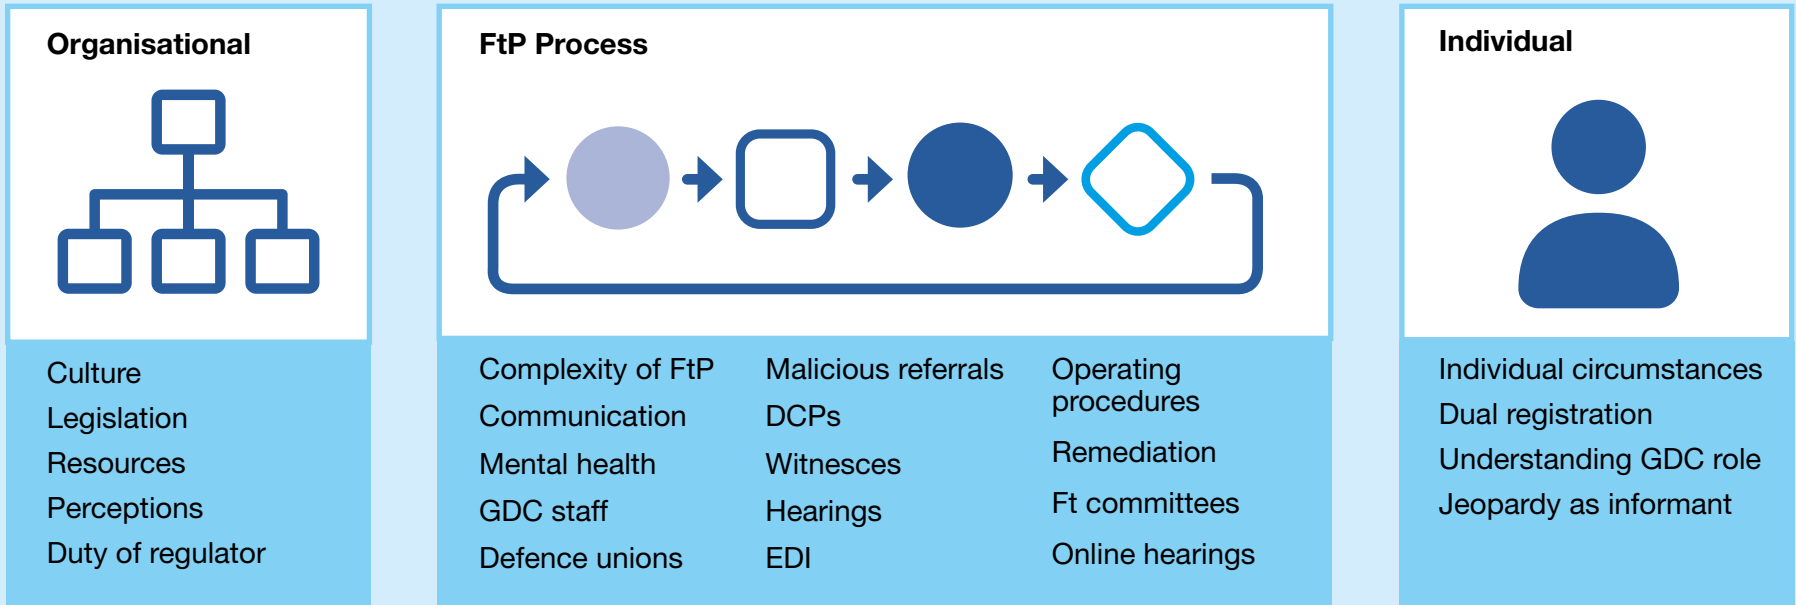 Organisational
Culture
Legislation
Resources
Perceptions
Duty of regulator
FtP Process
Complexity of FtP
Communication
Mental health
GDC staff
Defence unions
Malicious referrals
DCPs
Witnesces
Hearings
EDI
Operating
procedures
Remediation
Ft committees
Online hearings
Individual
Individual circumstances
Dual registration
Understanding GDC role
Jeopardy as informant